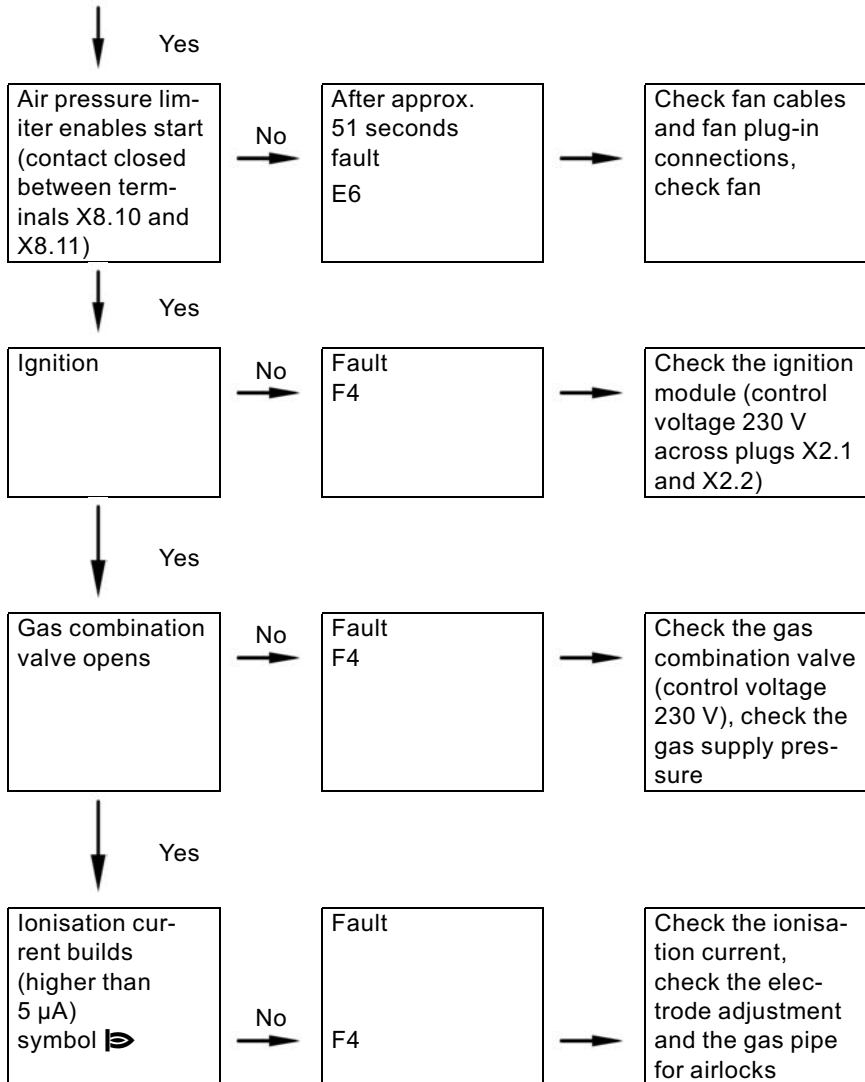 Yes
Air pressure lim-
iter enables start
(contact closed
between term-
inals X8.10 and
X8.11)
No
After approx.
51 seconds
fault
E6
Check fan cables
and fan plug-in
connections,
check fan
Yes
Ignition
No
Fault
F4
Check the ignition
module (control
voltage 230 V
across plugs X2.1
and X2.2)
Yes
Gas combination
valve opens
No
Fault
F4
Check the gas
combination valve
(control voltage
230 V), check the
gas supply pres-
sure
Yes
Ionisation cur-
rent builds
(higher than
5 µA)
symbol
No
Fault
F4
Check the ionisa-
tion current,
check the elec-
trode adjustment
and the gas pipe
for airlocks